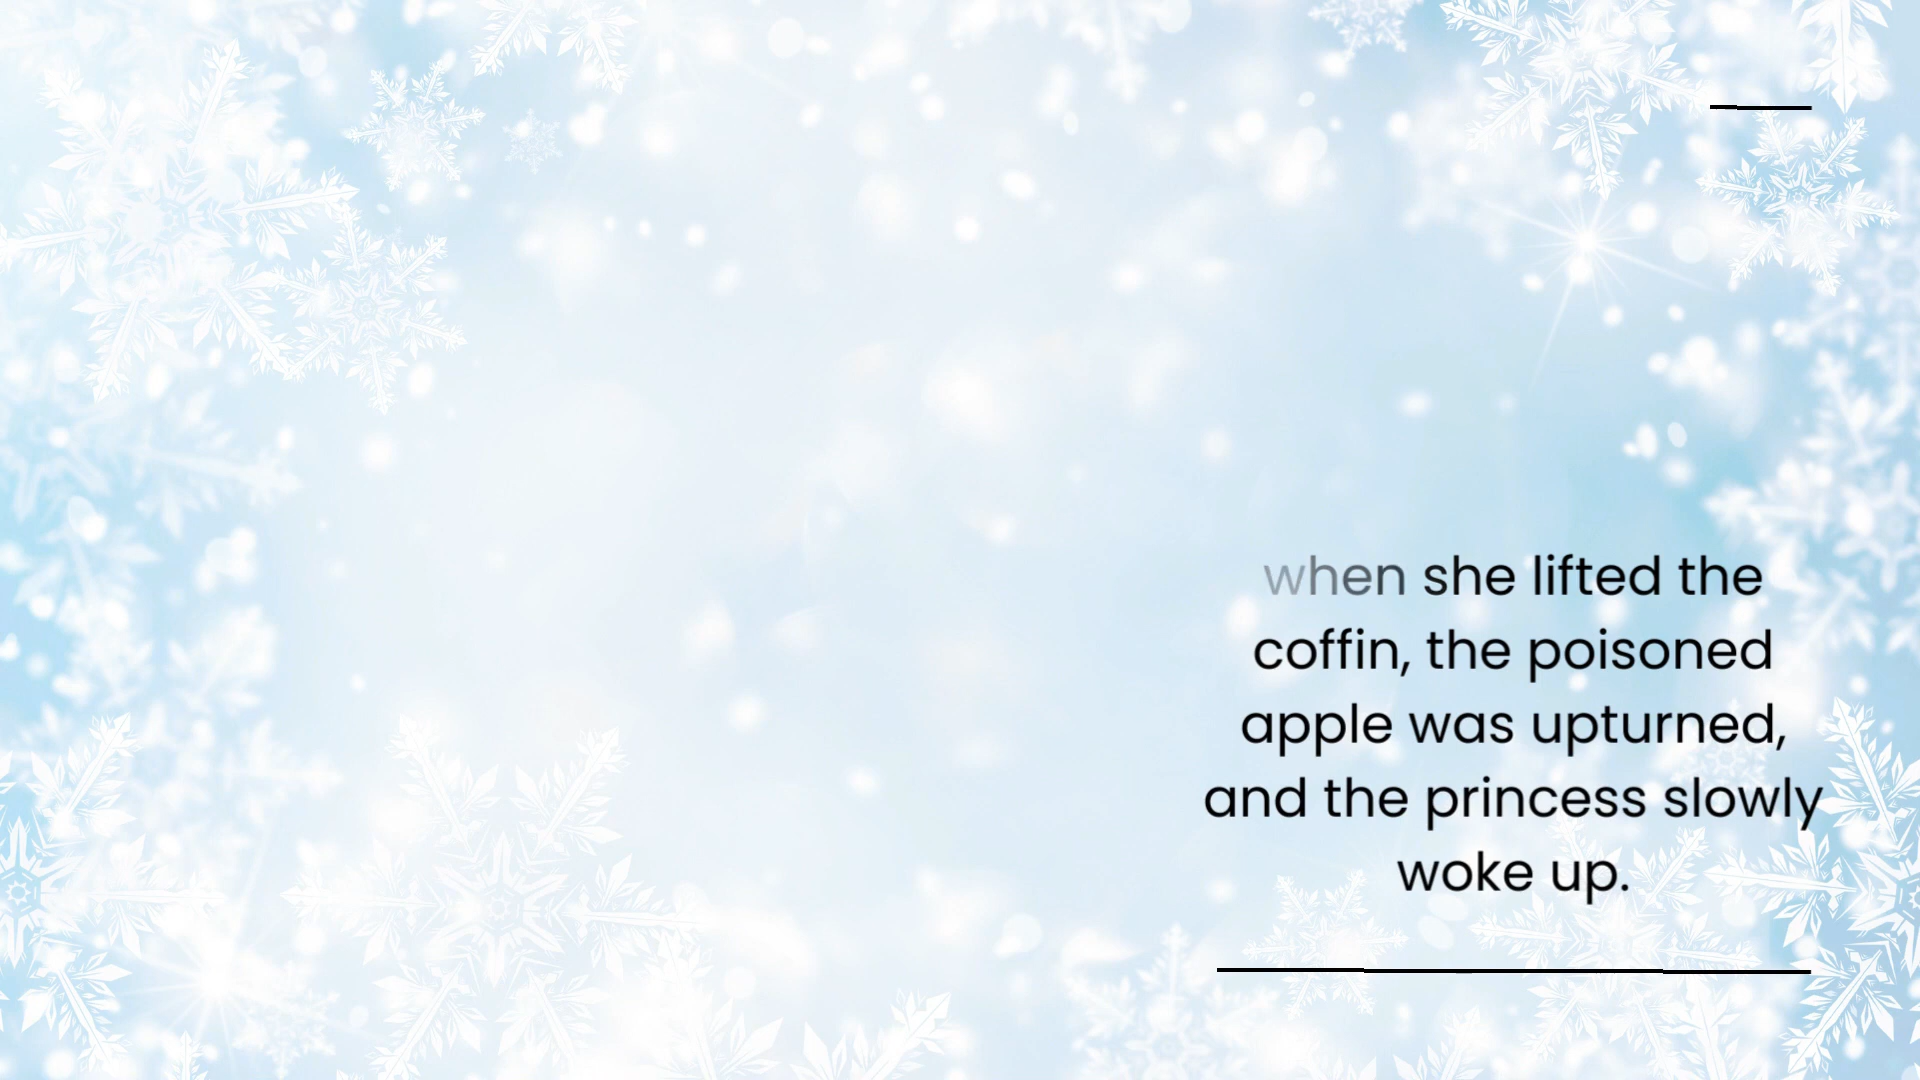 when she lifted the
coffin, the poisoned
apple was upturned,
and the princess slowly
woke up.